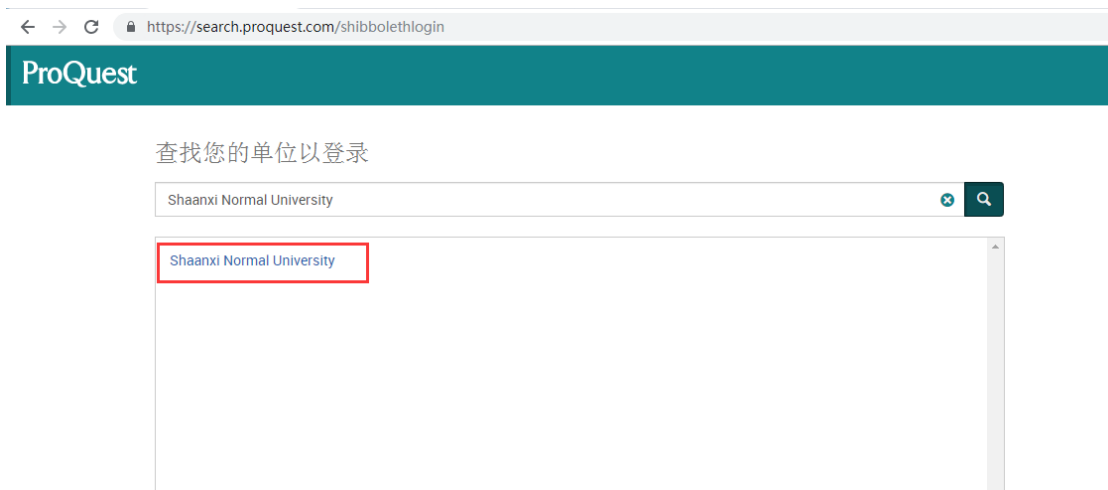 https://search.proquest.com/shibbolethlogin
ProQuest
查找您的单位以登录
Shaanxi Normal University
Shaanxi Normal University